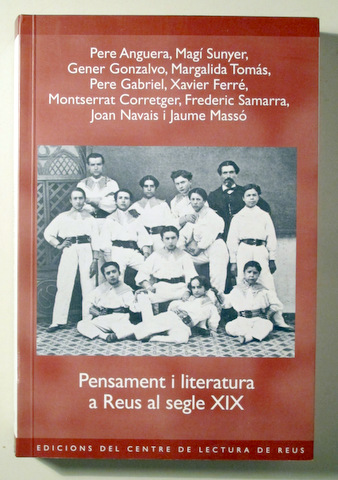 Pere Anguera, Magí Sunyer,
Gener Gonzalvo, Margalida Tomás,
Pere Gabriel, Xavier Ferré,
Montserrat Corretger, Frederic Samarra,
Joan Navais i Jaume Massó
Pensament i literatura
a Reus al segle XIX
EDICIONS DEL CENTRE DE LECTURA DE REUS